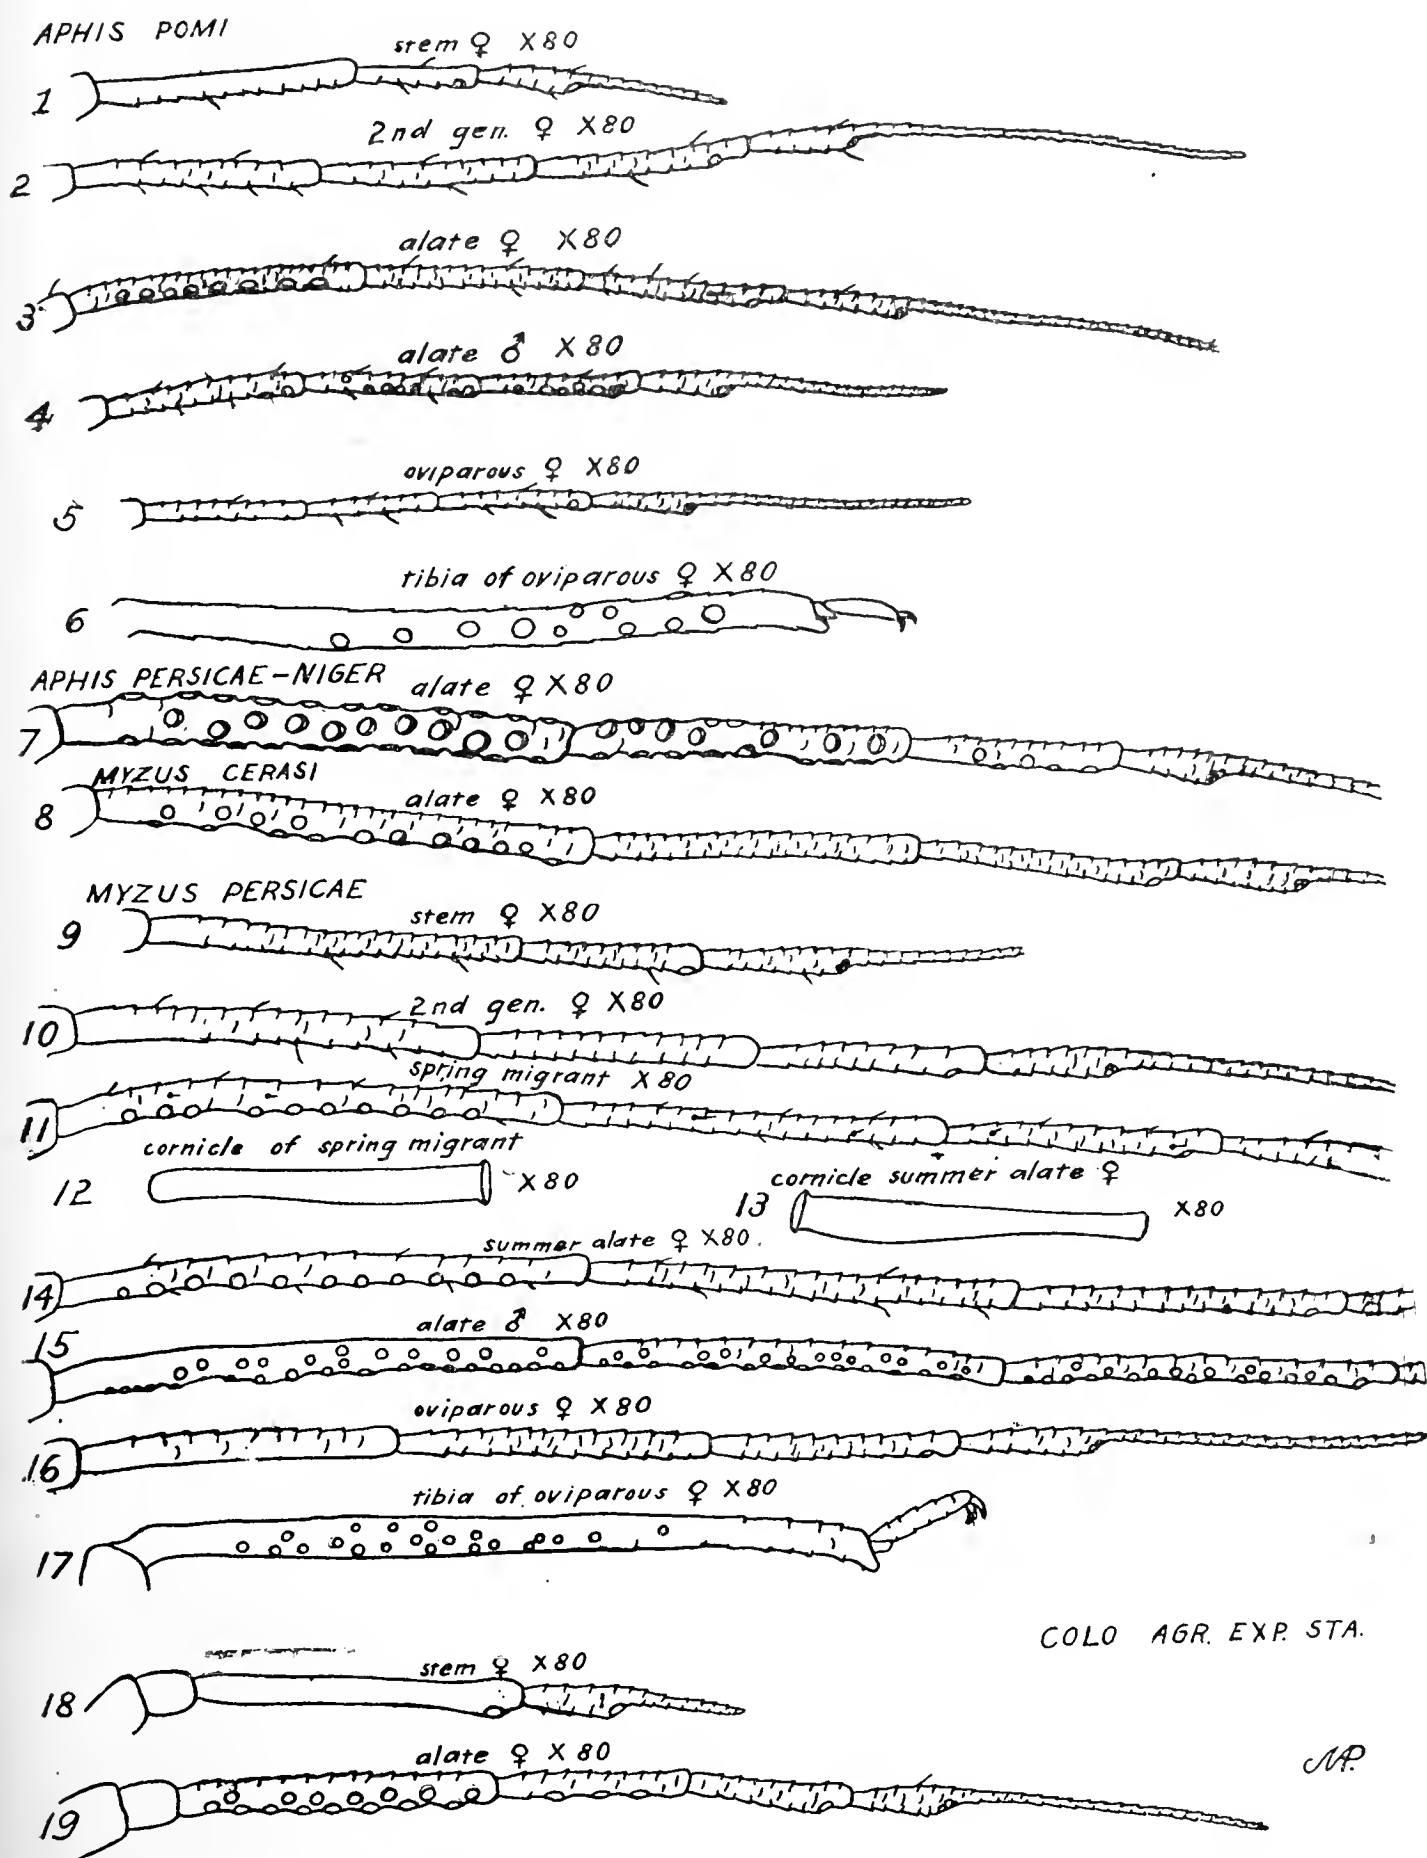 APHIS POMI
stem ♀ X80
1
2nd gen. ♀ X80
2
alate ♀ X80
3
alate ♂ X80
4
oviparous ♀ X80
5
tibia of oviparous ♀ X80
6
APHIS PERSICAE-NIGER alate ♀ X80
7
MYZUS CERASI
alate ♀ X80
8
MYZUS PERSICAE
stem ♀ X80
9
2nd gen. ♀ X80
10
spring migrant X80
11
cornicle of spring migrant
12 X80
cornicle summer alate ♀
13 X80
summer alate ♀ X80.
14
alate ♂ X80
15
oviparous ♀ X80
16
tibia of oviparous ♀ X80
17
COLO AGR. EXP. STA.
stem ♀ X80
18
alate ♀ X80
19